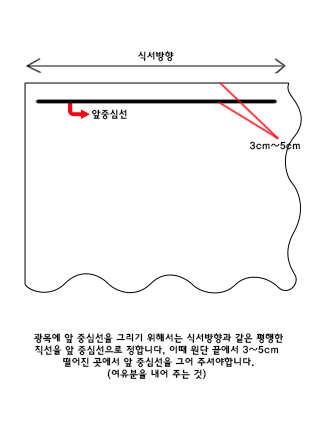 식서방향
앞중심선
3cm~5cm
광목에 앞 중심선을 그리기 위해서는 식서방향과 같은 평행한
직선을 앞 중심선으로 정합니다, 이때 원단 끝에서 3~5cm
떨어진 곳에서 앞 중심선을 그어 주셔야합니다.
(여유분을 내어 주는 것)